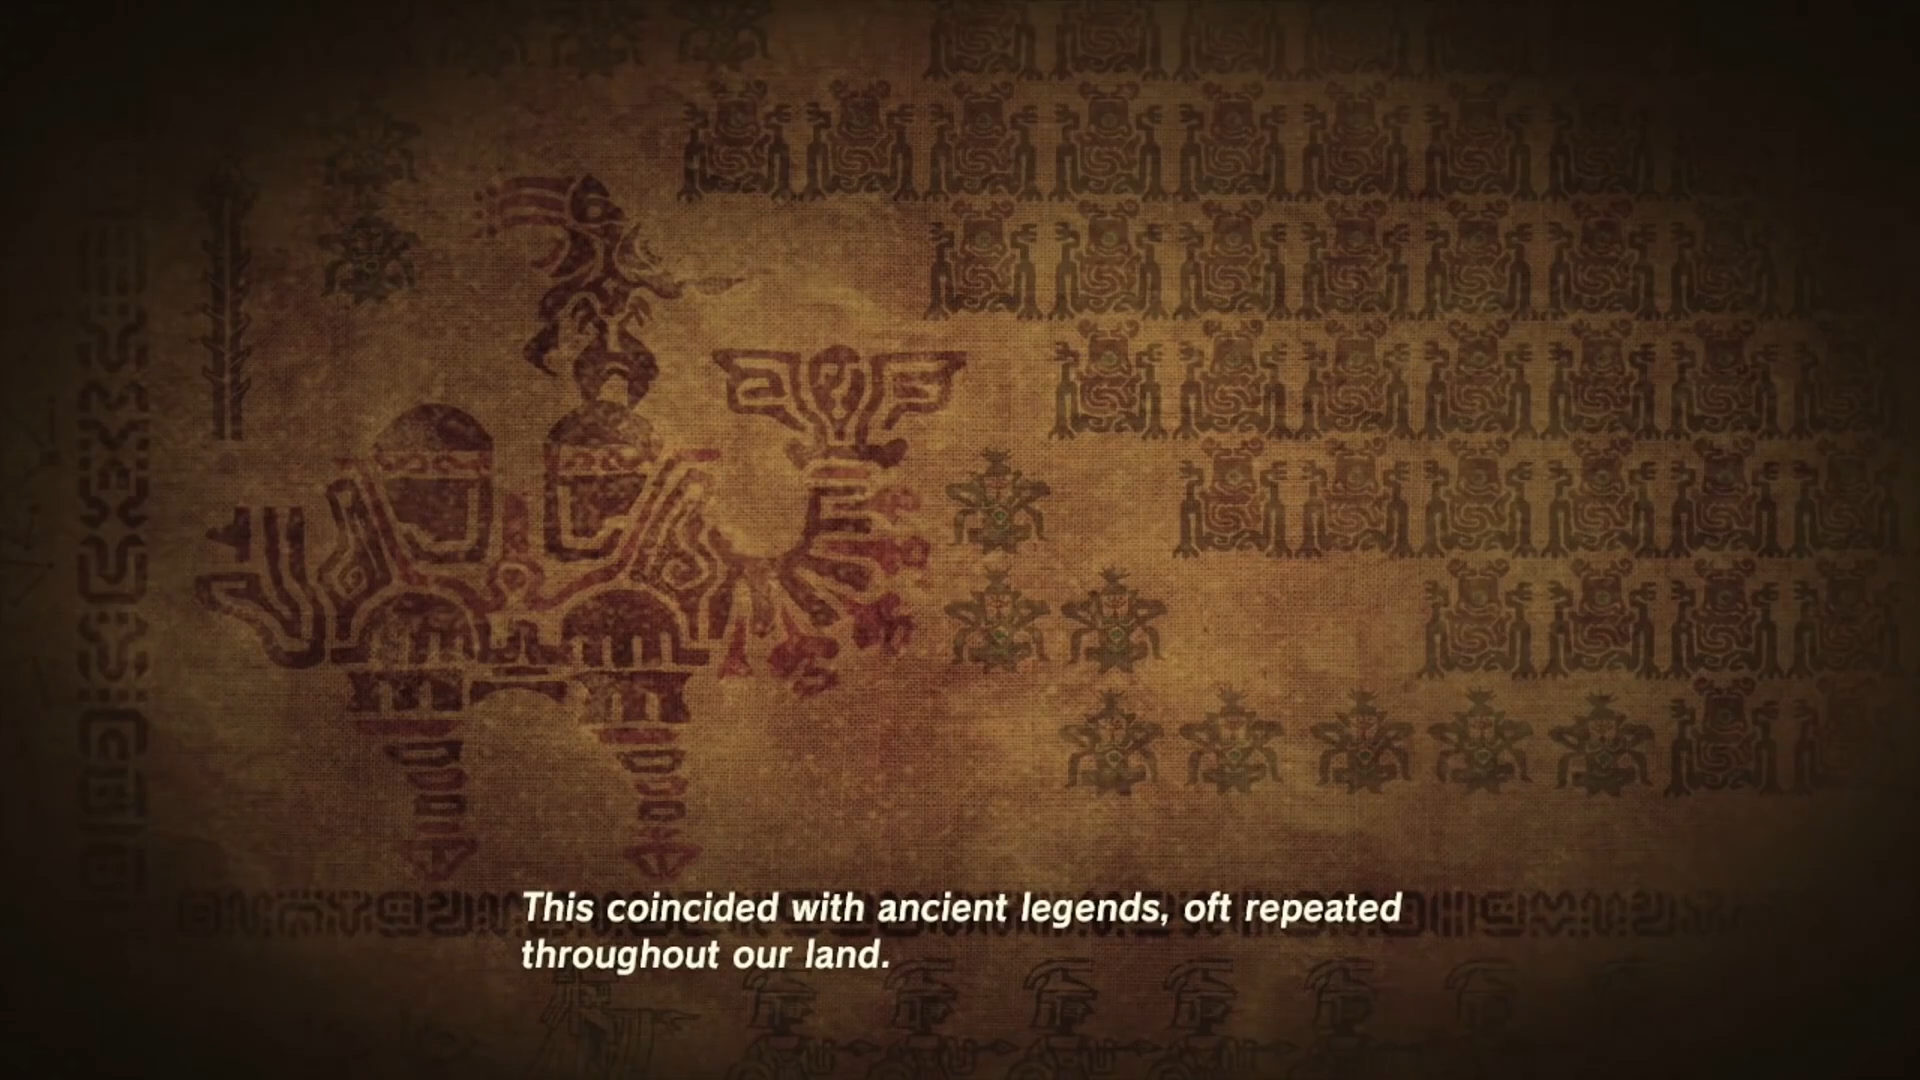 This coincided with ancient legends, oft repeated
throughout our land.